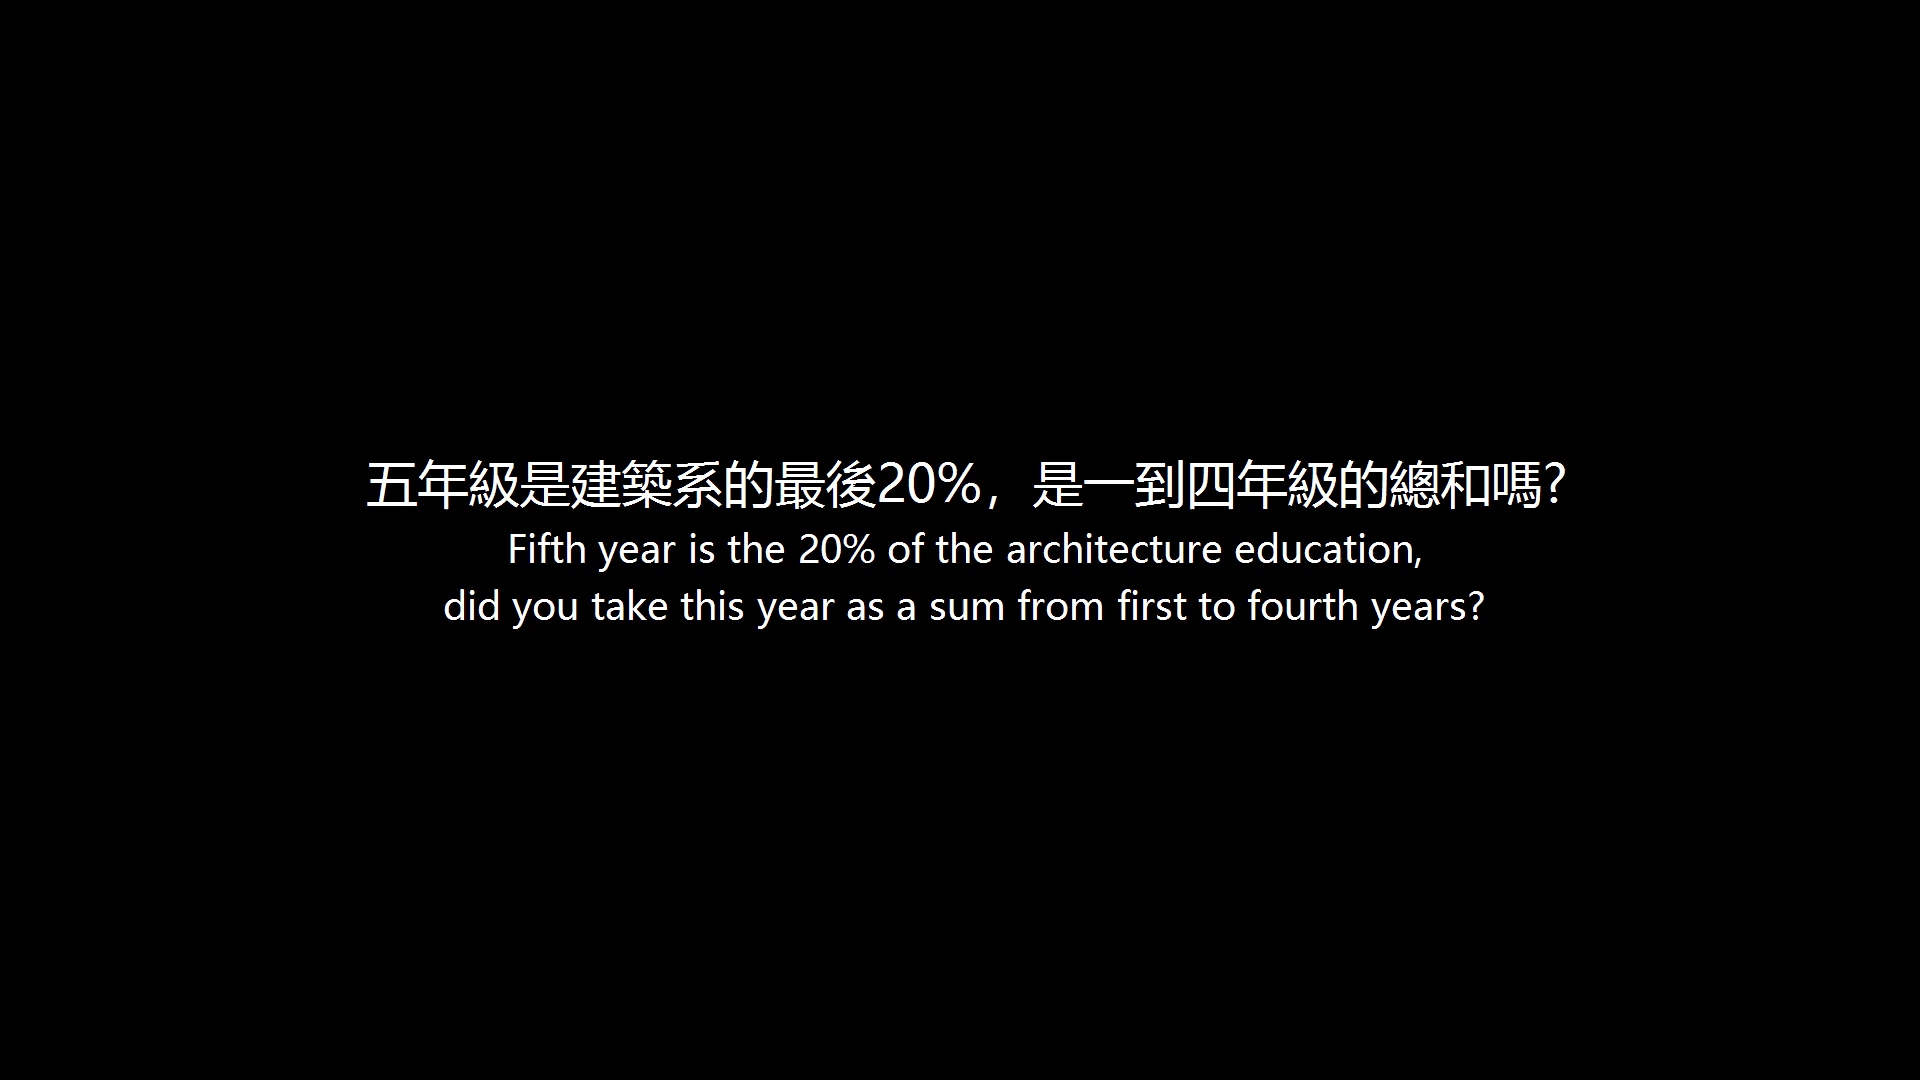 五年級是建築系的最後20%，是一到四年級的總和嗎?
Fifth year is the 20% of the architecture education,
did you take this year as a sum from first to fourth years?